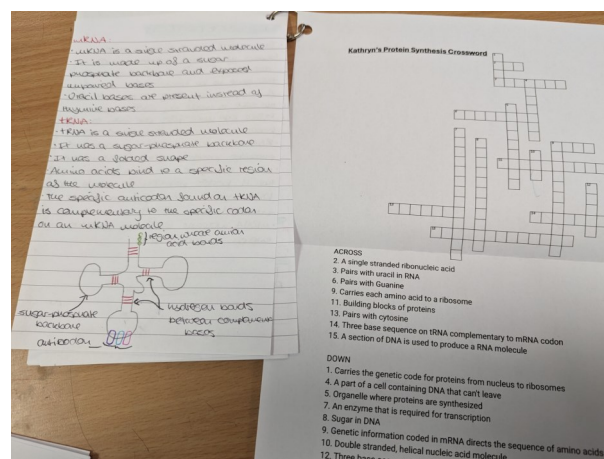 mRNA
· mRNA is a single stranded molecule
· It is made up of a sugar
phosphate backbone and exposed
unpaired bases
· Uracil bases are present instead of
thymine bases
tRNA:
· tRNA is a single stranded molecule
· It has a sugar-phosphate backbone
· It has a folded shape
· Amino acids bind to a specific region
of the molecule
The specific anticodon found on tRNA
is complementary to the specific codon
on an mRNA molecule
region where amino
acid bonds
sugar-phosphate
backbone
hydrogen bonds
between
bases
anticodon
Kathryn's Protein Synthesis Crossword
ACROSS
2. A single stranded ribonucleic acid
3. Pairs with uracil in RNA
6. Pairs with Guanine
9. Carries each amino acid to a ribosome
11. Building blocks of proteins
13. Pairs with cytosine
14. Three base sequence on tRNA complementary to mRNA codon
15. A section of DNA is used to produce a RNA molecule
DOWN
1. Carries the genetic code for proteins from nucleus to ribosomes
4. A part of a cell containing DNA that can't leave
5. Organelle where proteins are synthesized
7. An enzyme that is required for transcription
8. Sugar in DNA
9. Genetic information coded in mRNA directs the sequence of amino acids
10. Double stranded, helical nucleic acid molecule
12. Three base